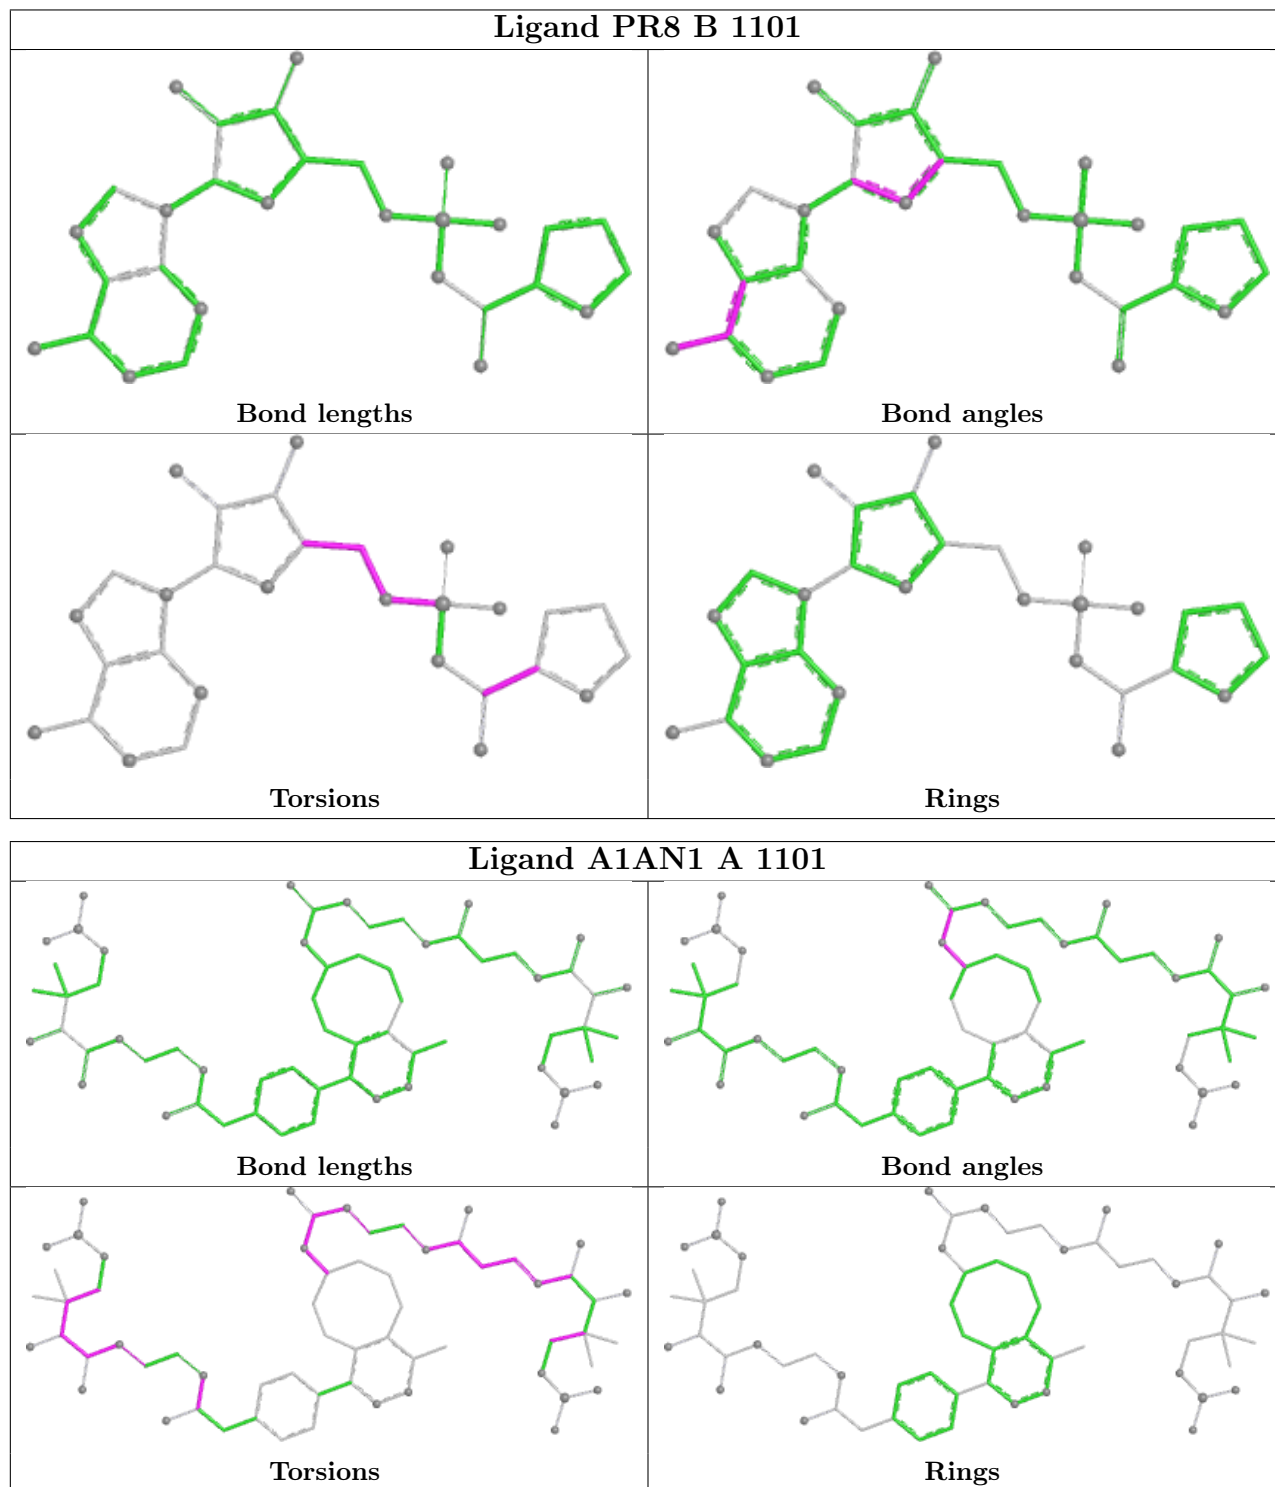 Ligand PR8 B 1101
Bond lengths
Bond angles
Torsions
Rings
Ligand A1AN1 A 1101
Bond lengths
Bond angles
Torsions
Rings